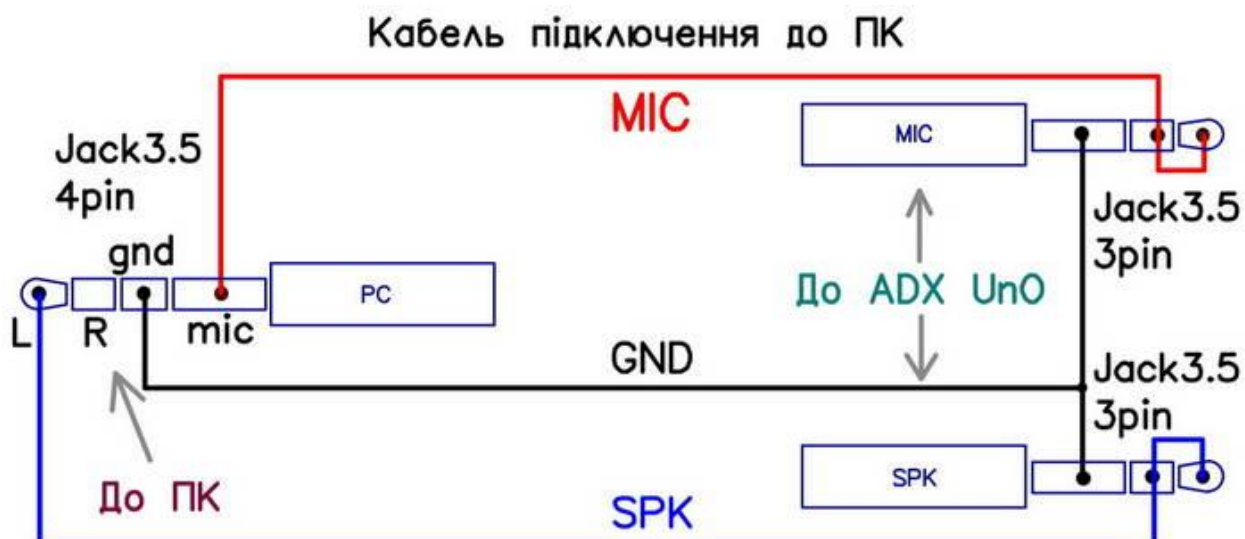 Кабель підключення до ПК
MIC
MIC
Jack3.5
4pin
Jack3.5
3pin
gnd
PC
До ADX UnO
L
R
mic
GND
Jack3.5
3pin
До ПК
SPK
SPK